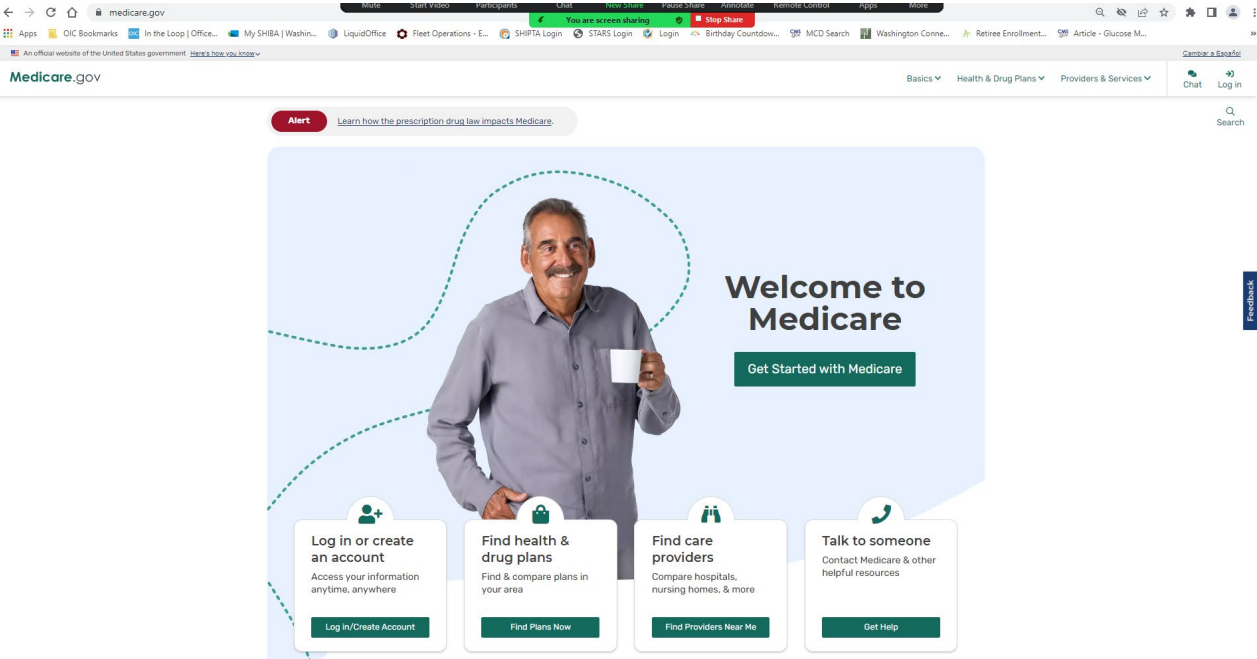 medicare.gov
Mute Start Video Participants Chat New Share Pause Share Annotate Remote Control Apps More
You are screen sharing Stop Share
Apps OIC Bookmarks In the Loop | Office... My SHIBA | Washin... LiquidOffice Fleet Operations - E... SHIPTA Login STARS Login Login Birthday Countdow... MCD Search Washington Conne... Retiree Enrollment... Article - Glucose M...
An official website of the United States government Here's how you know
Cambiar a Español
Medicare.gov
Basics Health & Drug Plans Providers & Services Chat Log in
Alert Learn how the prescription drug law impacts Medicare.
Search
Welcome to
Medicare
Get Started with Medicare
Feedback
Log in or create
an account
Access your information
anytime, anywhere
Log in/Create Account
Find health &
drug plans
Find & compare plans in
your area
Find Plans Now
Find care
providers
Compare hospitals,
nursing homes, & more
Find Providers Near Me
Talk to someone
Contact Medicare & other
helpful resources
Get Help